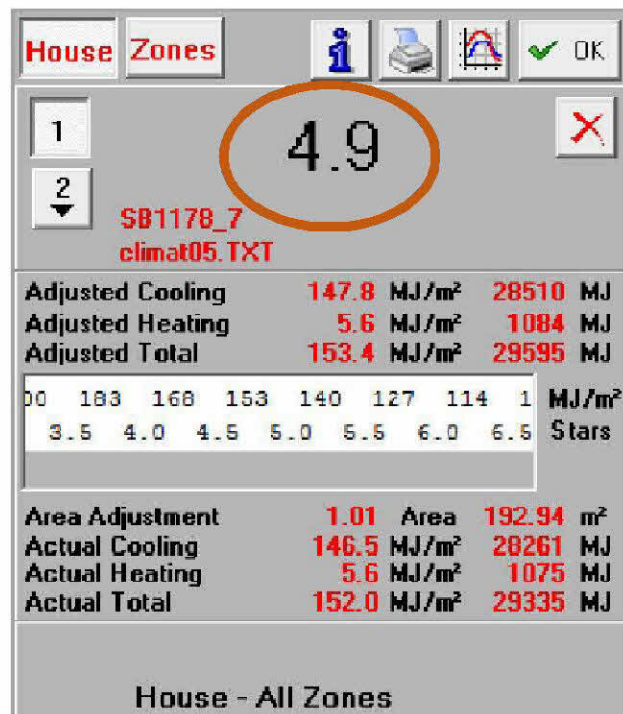 House Zones i OK
1 4.9
2
SB1178_7
climat05.TXT
Adjusted Cooling 147.8 MJ/m² 28510 MJ
Adjusted Heating 5.6 MJ/m² 1084 MJ
Adjusted Total 153.4 MJ/m² 29595 MJ
00 183 168 153 140 127 114 1 MJ/m²
3.5 4.0 4.5 5.0 5.5 6.0 6.5 Stars
Area Adjustment 1.01 Area 192.94 m²
Actual Cooling 146.5 MJ/m² 28261 MJ
Actual Heating 5.6 MJ/m² 1075 MJ
Actual Total 152.0 MJ/m² 29335 MJ
House - All Zones